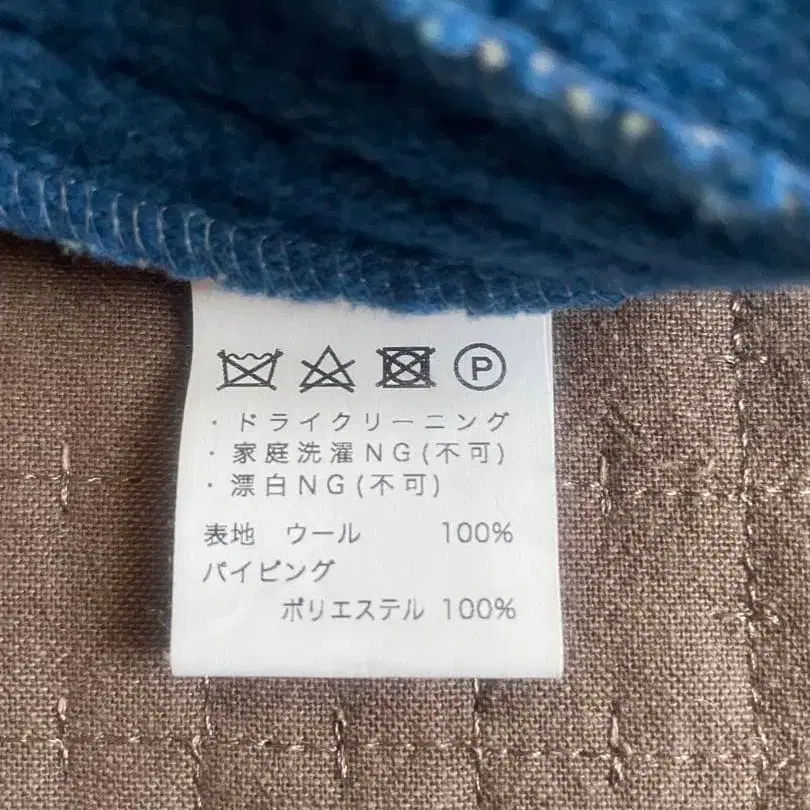 P
・ドライクリーニング
・家庭洗濯NG(不可)
・漂白NG(不可)
表地 ウール 100%
パイピング
ポリエステル 100%